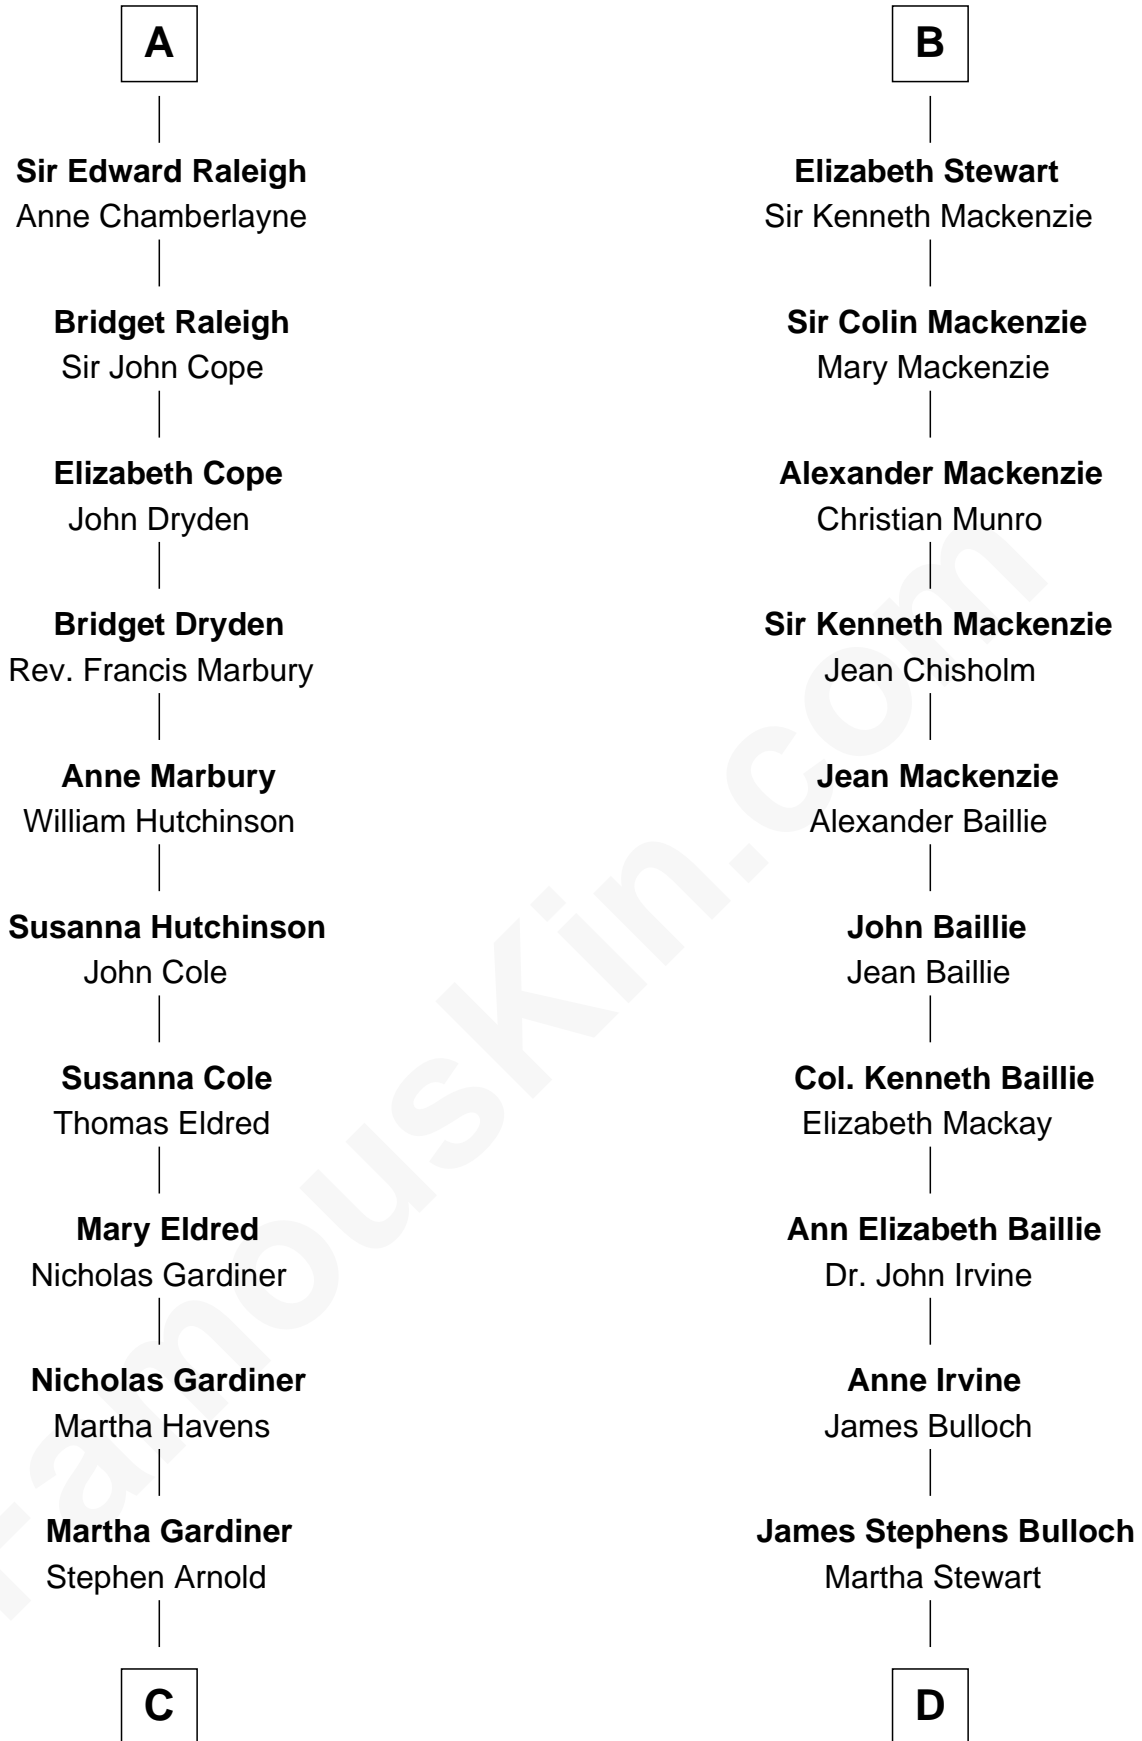 A
Sir Edward Raleigh
Anne Chamberlayne
Bridget Raleigh
Sir John Cope
Elizabeth Cope
John Dryden
Bridget Dryden
Rev. Francis Marbury
Anne Marbury
William Hutchinson
Susanna Hutchinson
John Cole
Susanna Cole
Thomas Eldred
Mary Eldred
Nicholas Gardiner
Nicholas Gardiner
Martha Havens
Martha Gardiner
Stephen Arnold
C
B
Elizabeth Stewart
Sir Kenneth Mackenzie
Sir Colin Mackenzie
Mary Mackenzie
Alexander Mackenzie
Christian Munro
Sir Kenneth Mackenzie
Jean Chisholm
Jean Mackenzie
Alexander Baillie
John Baillie
Jean Baillie
Col. Kenneth Baillie
Elizabeth Mackay
Ann Elizabeth Baillie
Dr. John Irvine
Anne Irvine
James Bulloch
James Stephens Bulloch
Martha Stewart
D
FamousKin.com